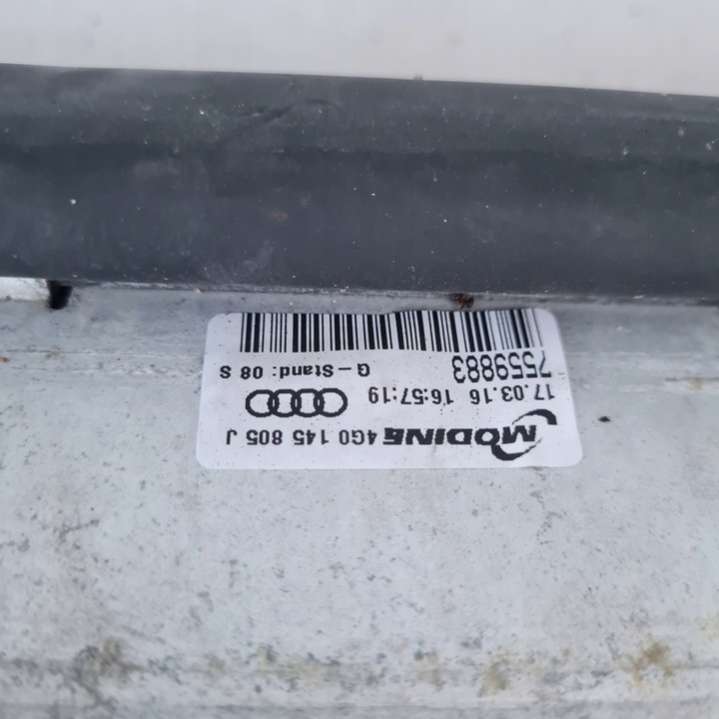 MODINE 4G0 145 805 J
17.03.16 16:57:19
7559883 G-Stand: 08 S